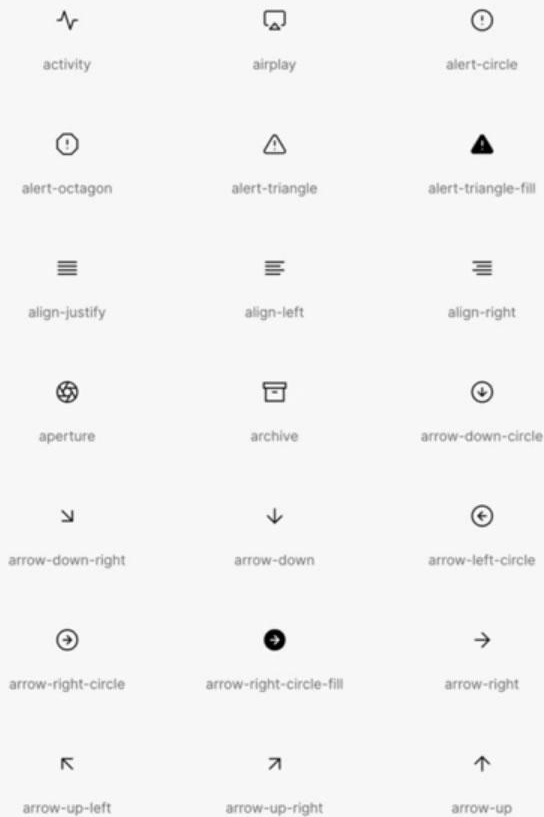 activity
airplay
alert-circle
alert-octagon
alert-triangle
alert-triangle-fill
align-justify
align-left
align-right
aperture
archive
arrow-down-circle
arrow-down-right
arrow-down
arrow-left-circle
arrow-right-circle
arrow-right-circle-fill
arrow-right
arrow-up-left
arrow-up-right
arrow-up